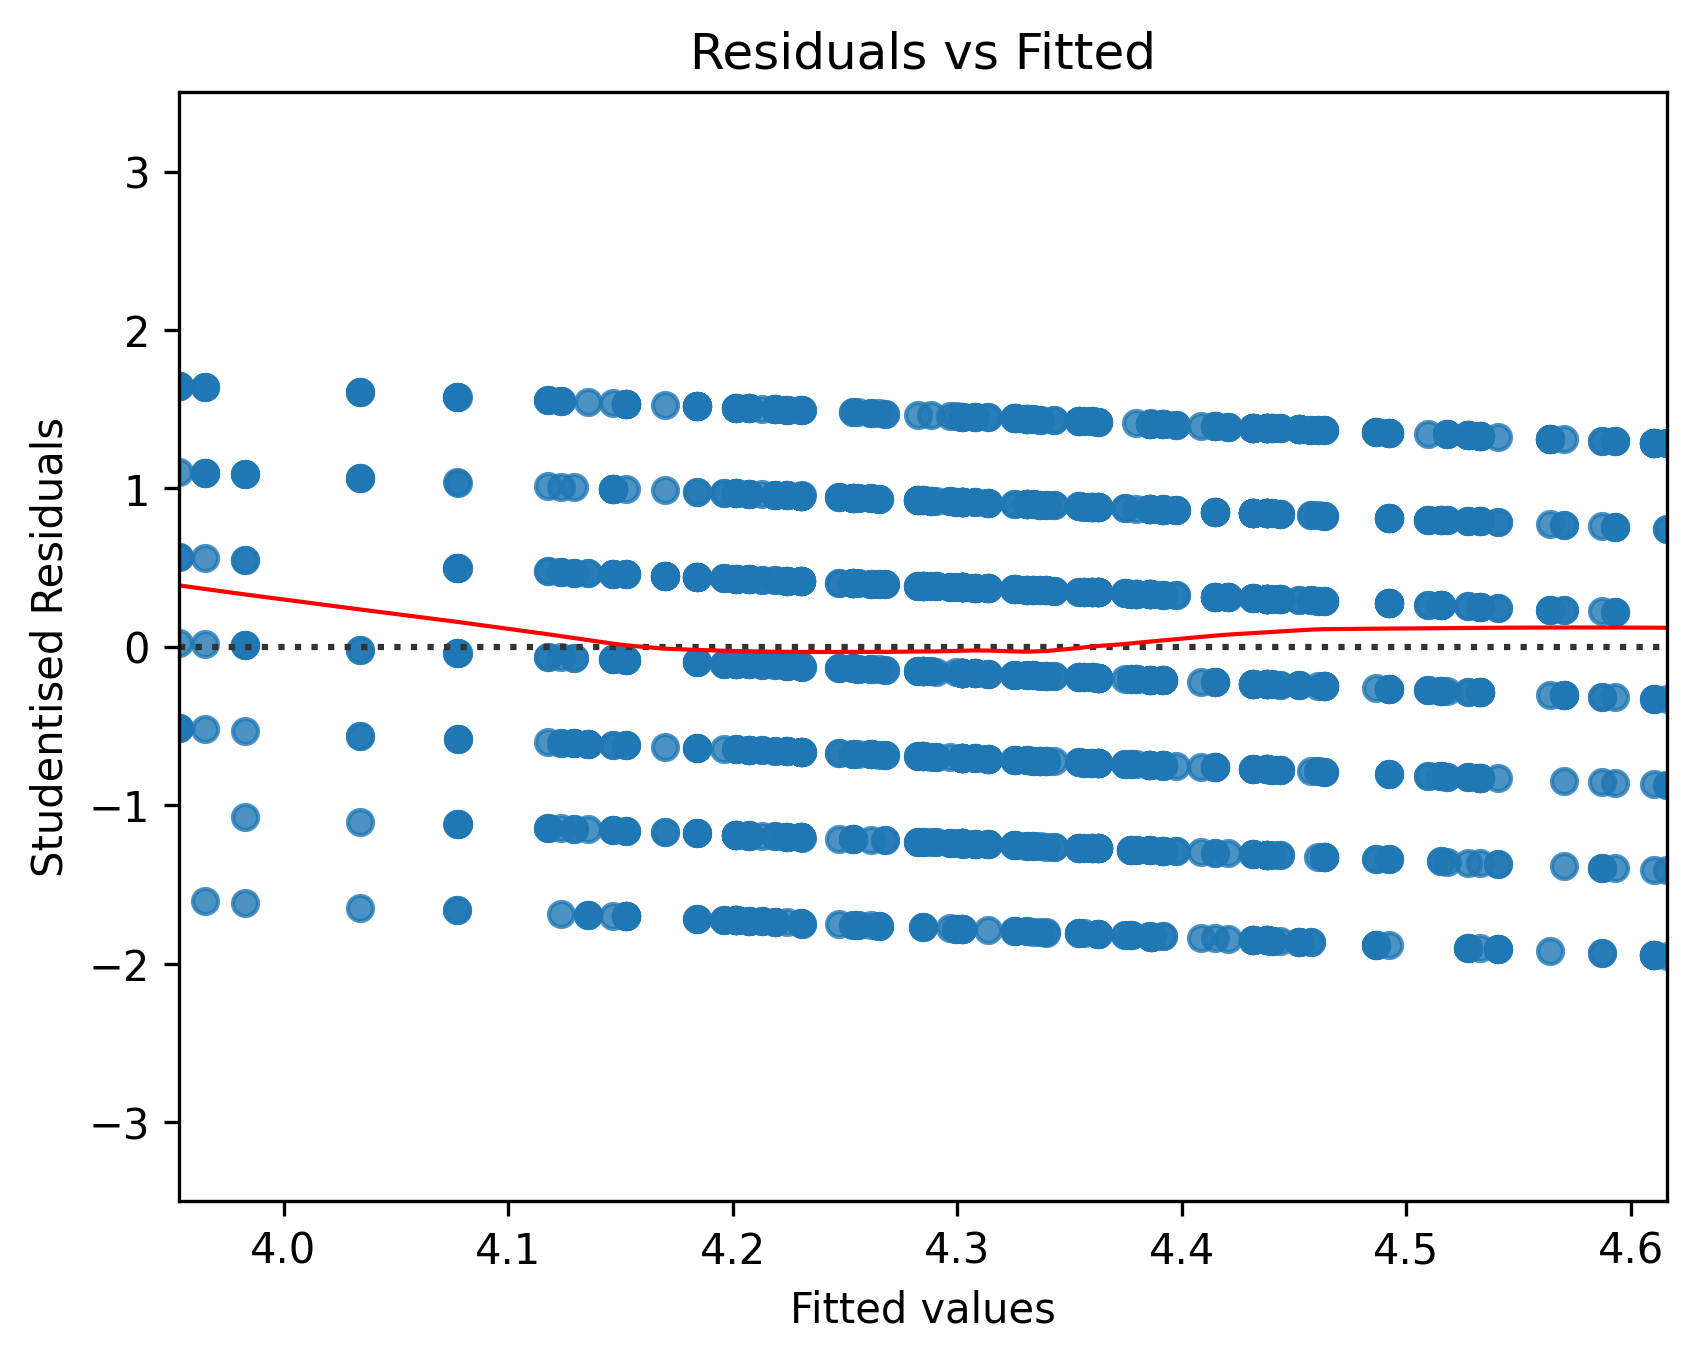 Residuals vs Fitted
Studentised Residuals
3
2
1
0
−1
−2
−3
4.0 4.1 4.2 4.3 4.4 4.5 4.6
Fitted values